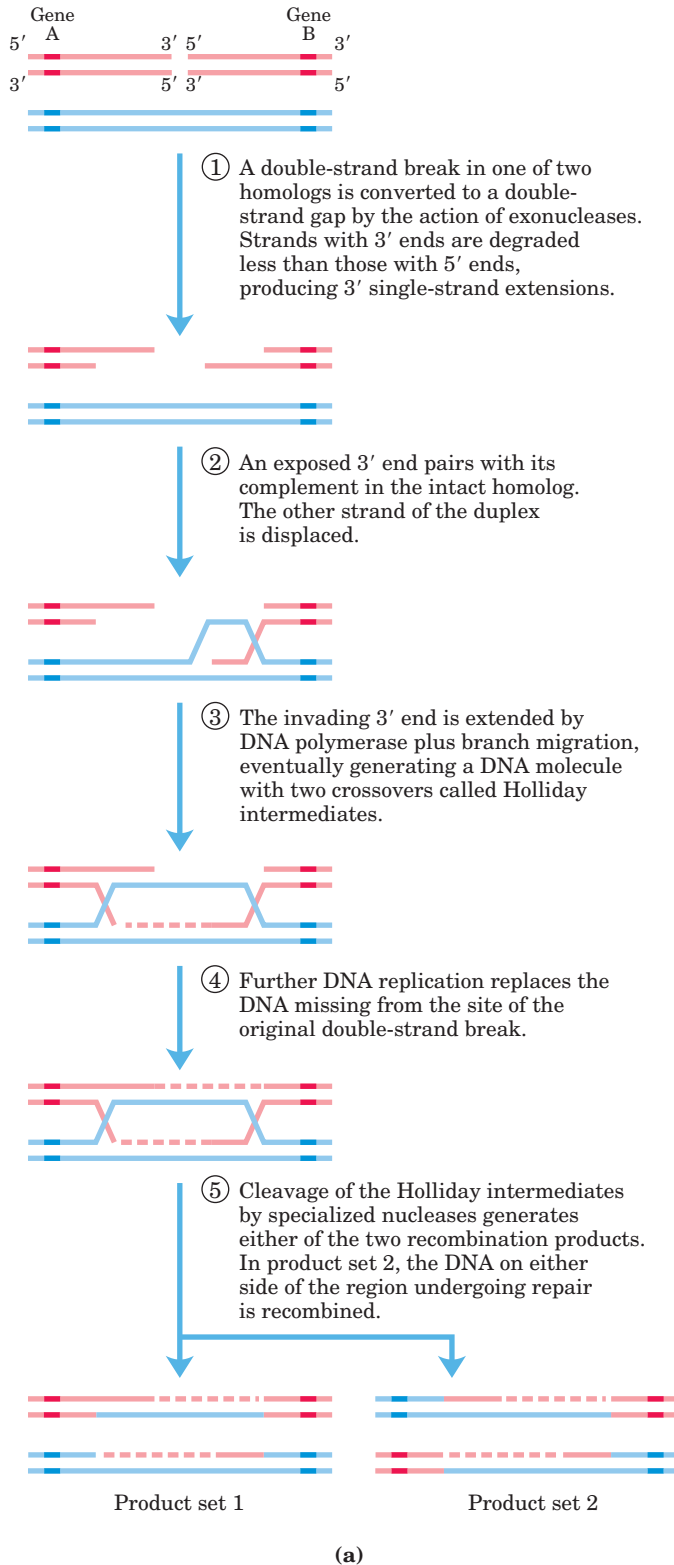 Gene Gene
A B
5′ 3′ 5′ 3′
3′ 5′ 3′ 5′
1 A double-strand break in one of two
homologs is converted to a double-
strand gap by the action of exonucleases.
Strands with 3′ ends are degraded
less than those with 5′ ends,
producing 3′ single-strand extensions.
2 An exposed 3′ end pairs with its
complement in the intact homolog.
The other strand of the duplex
is displaced.
3 The invading 3′ end is extended by
DNA polymerase plus branch migration,
eventually generating a DNA molecule
with two crossovers called Holliday
intermediates.
4 Further DNA replication replaces the
DNA missing from the site of the
original double-strand break.
5 Cleavage of the Holliday intermediates
by specialized nucleases generates
either of the two recombination products.
In product set 2, the DNA on either
side of the region undergoing repair
is recombined.
Product set 1 Product set 2
(a)